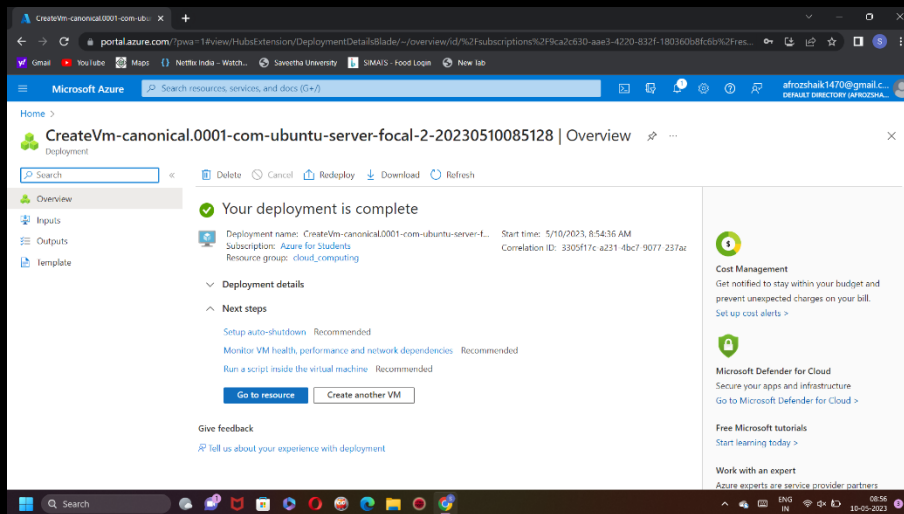 CreateVm-canonical.0001-com-ubu
portal.azure.com/?pwa=1#view/HubsExtension/DeploymentDetailsBlade/~/overview/id/%2Fsubscriptions%2F9ca2c630-aae3-4220-832f-180360b8fc6b%2Fres...
Gmail YouTube Maps Netflix India – Watch... Saveetha University SIMATS - Food Login New Tab
Microsoft Azure
Search resources, services, and docs (G+/)
1
afrozshaik1470@gmail.c...
DEFAULT DIRECTORY (AFROZSHA...
Home >
CreateVm-canonical.0001-com-ubuntu-server-focal-2-20230510085128 | Overview
Deployment
Search
Overview
Inputs
Outputs
Template
Delete Cancel Redeploy Download Refresh
Your deployment is complete
Deployment name: CreateVm-canonical.0001-com-ubuntu-server-f...
Subscription: Azure for Students
Resource group: cloud_computing
Start time: 5/10/2023, 8:54:36 AM
Correlation ID: 3305f17c-a231-4bc7-9077-237aa
Deployment details
Next steps
Setup auto-shutdown Recommended
Monitor VM health, performance and network dependencies Recommended
Run a script inside the virtual machine Recommended
Go to resource Create another VM
Give feedback
Tell us about your experience with deployment
Cost Management
Get notified to stay within your budget and
prevent unexpected charges on your bill.
Set up cost alerts >
Microsoft Defender for Cloud
Secure your apps and infrastructure
Go to Microsoft Defender for Cloud >
Free Microsoft tutorials
Start learning today >
Work with an expert
Azure experts are service provider partners
Search
ENG
IN
08:56
10-05-2023